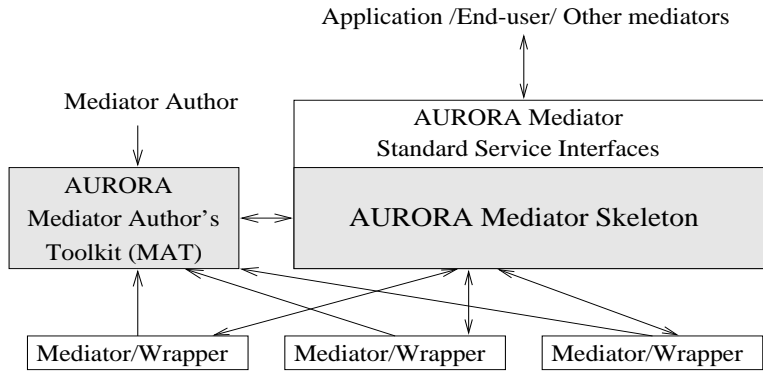 Application /End-user/ Other mediators
Mediator Author
AURORA Mediator
Standard Service Interfaces
AURORA
Mediator Author's
Toolkit (MAT)
AURORA Mediator Skeleton
Mediator/Wrapper
Mediator/Wrapper
Mediator/Wrapper